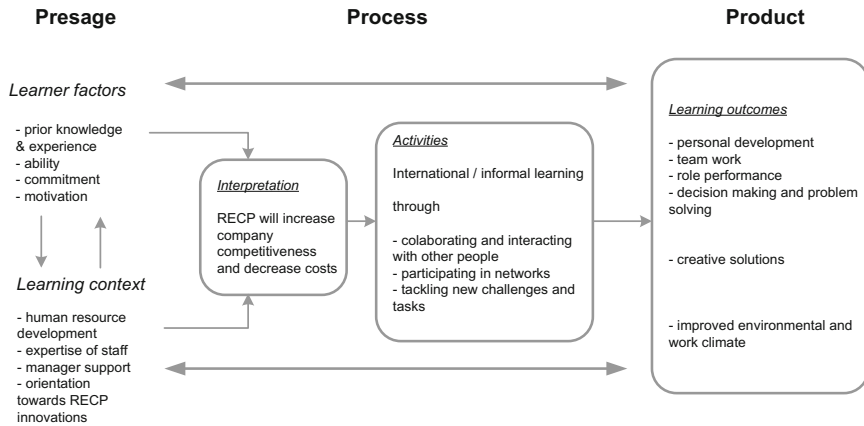 Presage
Process
Product
Learner factors
- prior knowledge
& experience
- ability
- commitment
- motivation
Learning context
- human resource
development
- expertise of staff
- manager support
- orientation
towards RECP
innovations
Interpretation
RECP will increase
company
competitiveness
and decrease costs
Activities
International / informal learning
through
- colaborating and interacting
with other people
- participating in networks
- tackling new challenges and
tasks
Learning outcomes
- personal development
- team work
- role performance
- decision making and problem
solving
- creative solutions
- improved environmental and
work climate